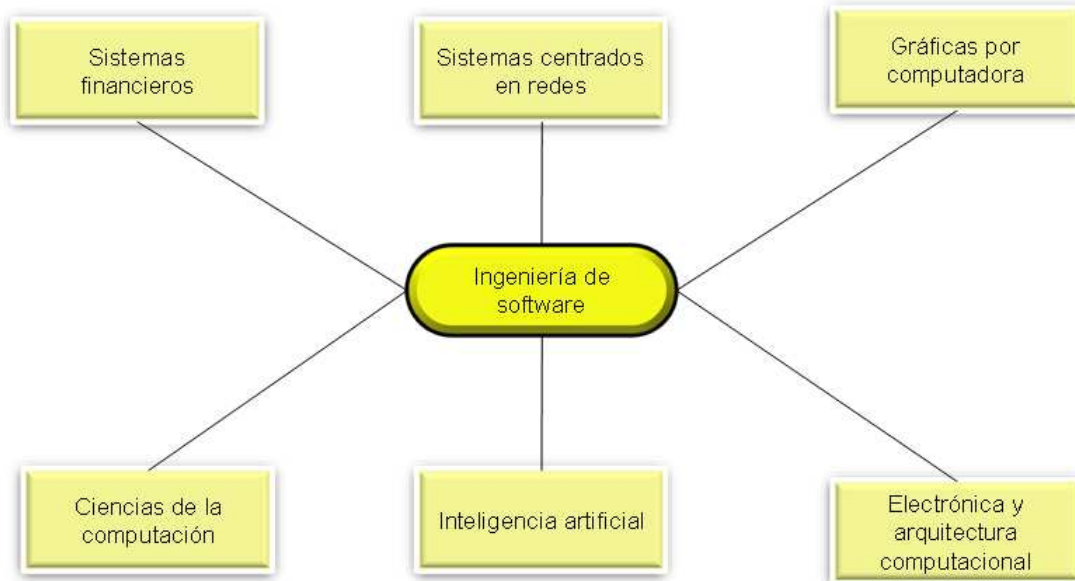 Sistemas
financieros
Sistemas centrados
en redes
Gráficas por
computadora
Ingeniería de
software
Ciencias de la
computación
Inteligencia artificial
Electrónica y
arquitectura
computacional